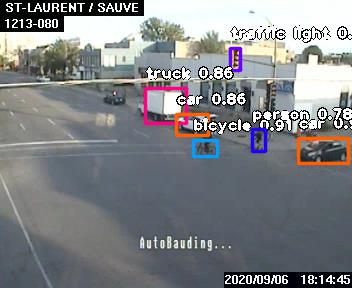 ST-LAURENT / SAUVE
1213-080
traffic light 0.
truck 0.86
car 0.86
person 0.78
bicycle 0.91
car 0.
AutoBauding...
2020/09/06 18:14:45